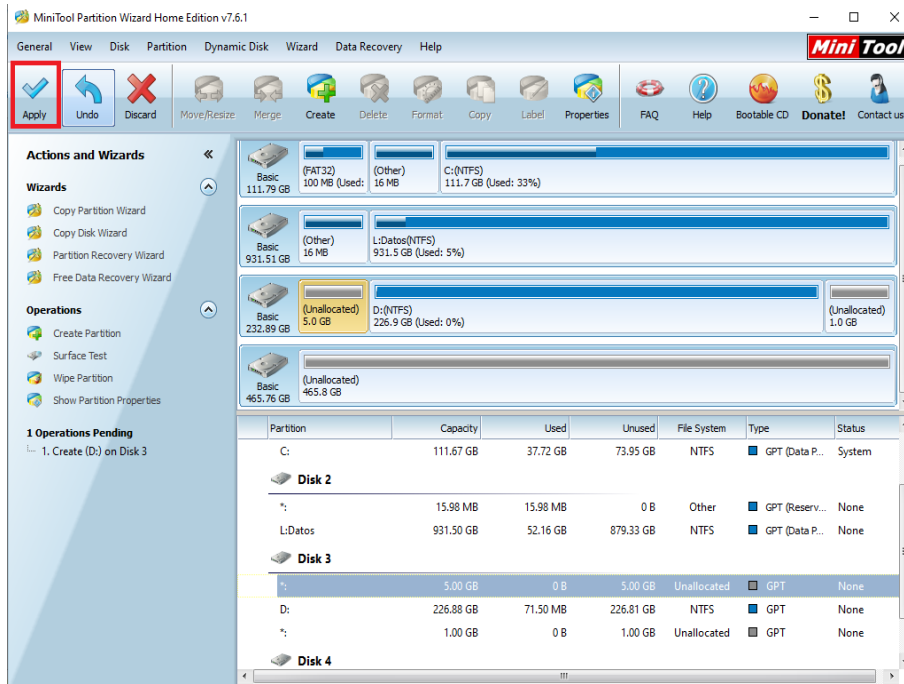 MiniTool Partition Wizard Home Edition v7.6.1
General View Disk Partition Dynamic Disk Wizard Data Recovery Help
Mini Tool
Apply Undo Discard Move/Resize Merge Create Delete Format Copy Label Properties FAQ Help Bootable CD Donate! Contact us
Actions and Wizards
Wizards
Copy Partition Wizard
Copy Disk Wizard
Partition Recovery Wizard
Free Data Recovery Wizard
Operations
Create Partition
Surface Test
Wipe Partition
Show Partition Properties
1 Operations Pending
1. Create (D:) on Disk 3
Basic
111.79 GB
(FAT32)
100 MB (Used:
(Other)
16 MB
C:(NTFS)
111.7 GB (Used: 33%)
Basic
931.51 GB
(Other)
16 MB
L:Datos(NTFS)
931.5 GB (Used: 5%)
Basic
232.89 GB
(Unallocated)
5.0 GB
D:(NTFS)
226.9 GB (Used: 0%)
(Unallocated)
1.0 GB
Basic
465.76 GB
(Unallocated)
465.8 GB
Partition Capacity Used Unused File System Type Status
C: 111.67 GB 37.72 GB 73.95 GB NTFS GPT (Data P... System
Disk 2
*: 15.98 MB 15.98 MB 0 B Other GPT (Reserv... None
L:Datos 931.50 GB 52.16 GB 879.33 GB NTFS GPT (Data P... None
Disk 3
*: 5.00 GB 0 B 5.00 GB Unallocated GPT None
D: 226.88 GB 71.50 MB 226.81 GB NTFS GPT None
*: 1.00 GB 0 B 1.00 GB Unallocated GPT None
Disk 4